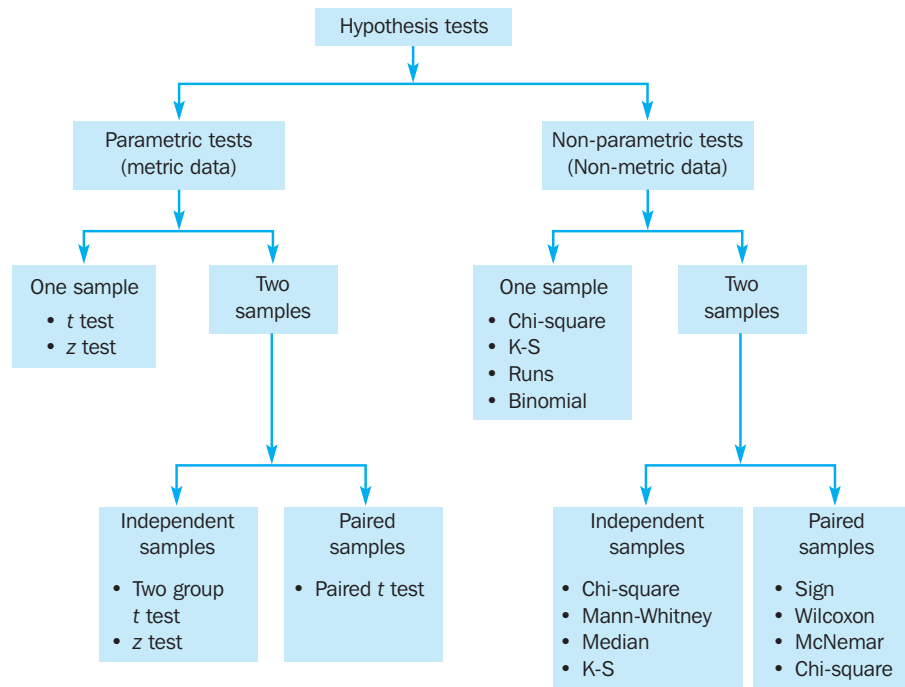 Hypothesis tests
Parametric tests
(metric data)
Non-parametric tests
(Non-metric data)
One sample
• t test
• z test
Two
samples
One sample
• Chi-square
• K-S
• Runs
• Binomial
Two
samples
Independent
samples
• Two group
t test
• z test
Paired
samples
• Paired t test
Independent
samples
• Chi-square
• Mann-Whitney
• Median
• K-S
Paired
samples
• Sign
• Wilcoxon
• McNemar
• Chi-square